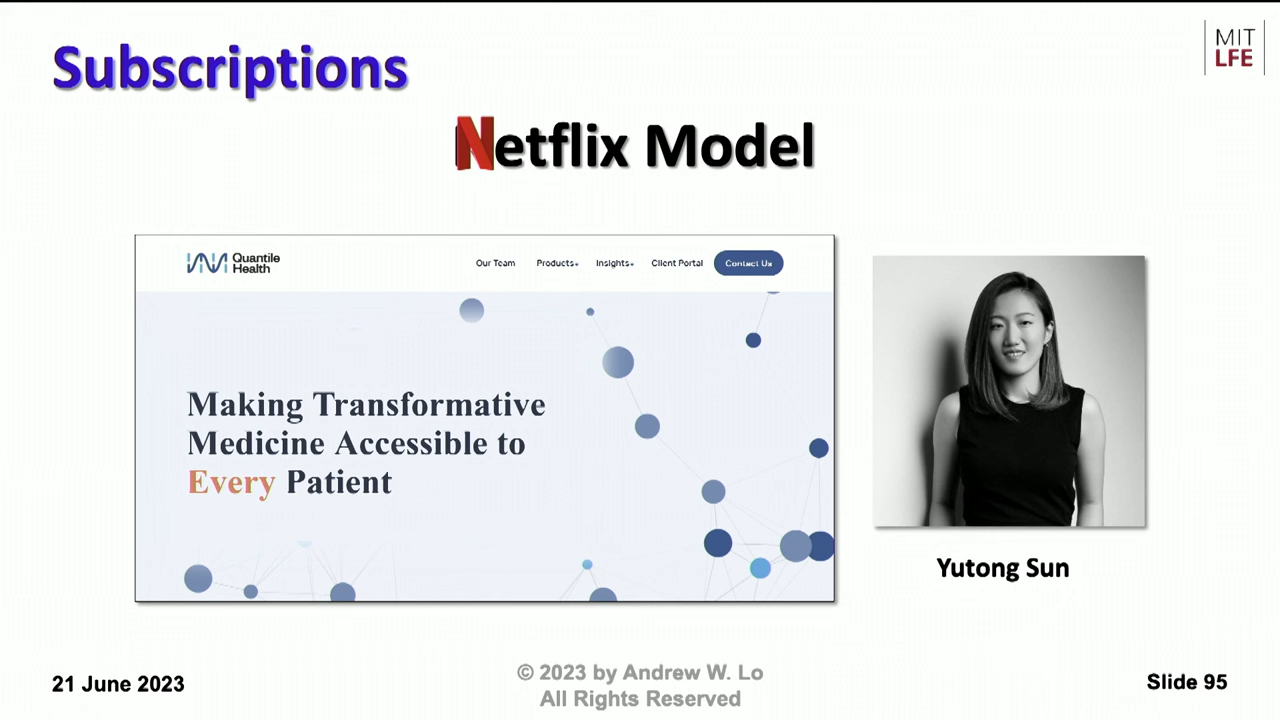 Subscriptions
MIT
LFE
Netflix Model
Quantile
Health
Our Team Products Insights Client Portal Contact Us
Making Transformative
Medicine Accessible to
Every Patient
Yutong Sun
21 June 2023
© 2023 by Andrew W. Lo
All Rights Reserved
Slide 95